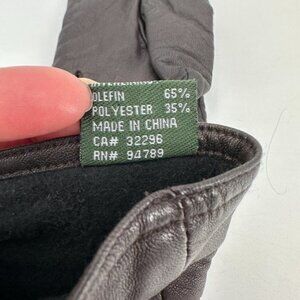 OLEFIN 65%
POLYESTER 35%
MADE IN CHINA
CA# 32296
RN# 94789